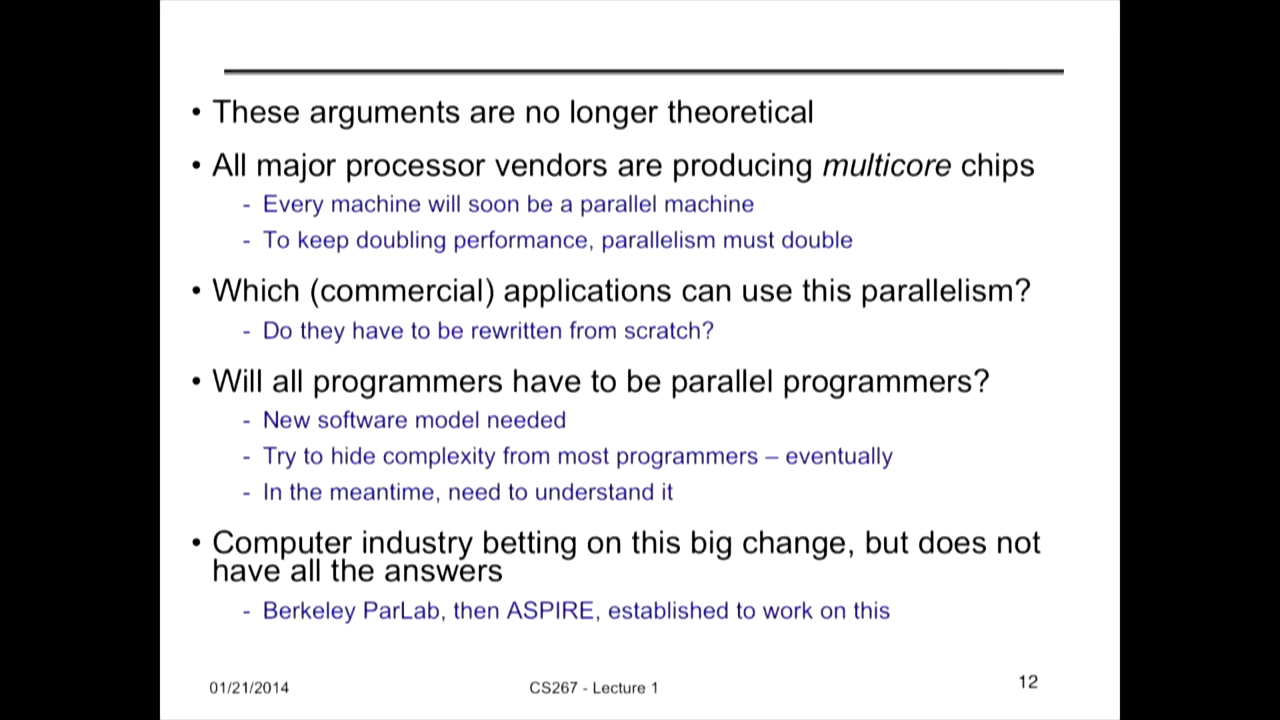 • These arguments are no longer theoretical
• All major processor vendors are producing multicore chips
- Every machine will soon be a parallel machine
- To keep doubling performance, parallelism must double
• Which (commercial) applications can use this parallelism?
- Do they have to be rewritten from scratch?
• Will all programmers have to be parallel programmers?
- New software model needed
- Try to hide complexity from most programmers – eventually
- In the meantime, need to understand it
• Computer industry betting on this big change, but does not
have all the answers
- Berkeley ParLab, then ASPIRE, established to work on this
01/21/2014
CS267 - Lecture 1
12